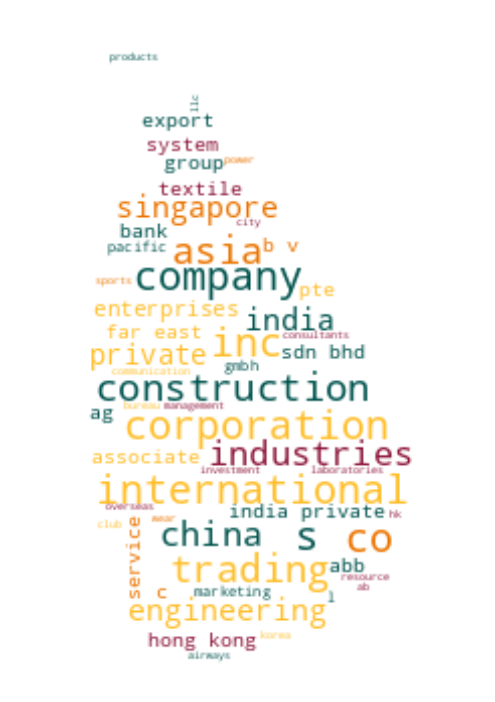 products
llc
export
system
group power
textile
singapore
city
bank
pacific asia b v
sports company pte
enterprises india
far east inc consultants
private sdn bhd
gmbh
communication
construction
ag bureau management
corporation
associate industries
investment laboratories
international
overseas india private hk
club wear
china s co
service trading abb
resource
ab
c marketing l
engineering
hong kong korea
airways